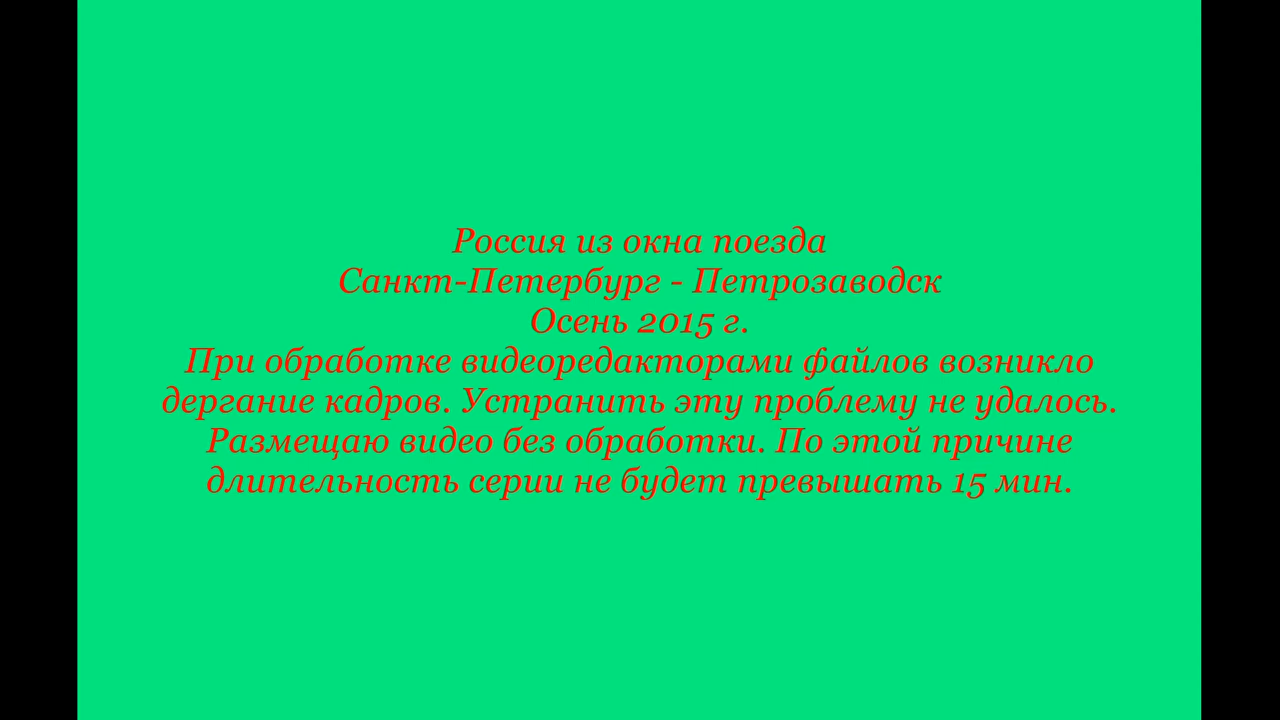 Россия из окна поезда
Санкт-Петербург - Петрозаводск
Осень 2015 г.
При обработке видеоредакторами файлов возникло
дергание кадров. Устранить эту проблему не удалось.
Размещаю видео без обработки. По этой причине
длительность серии не будет превышать 15 мин.